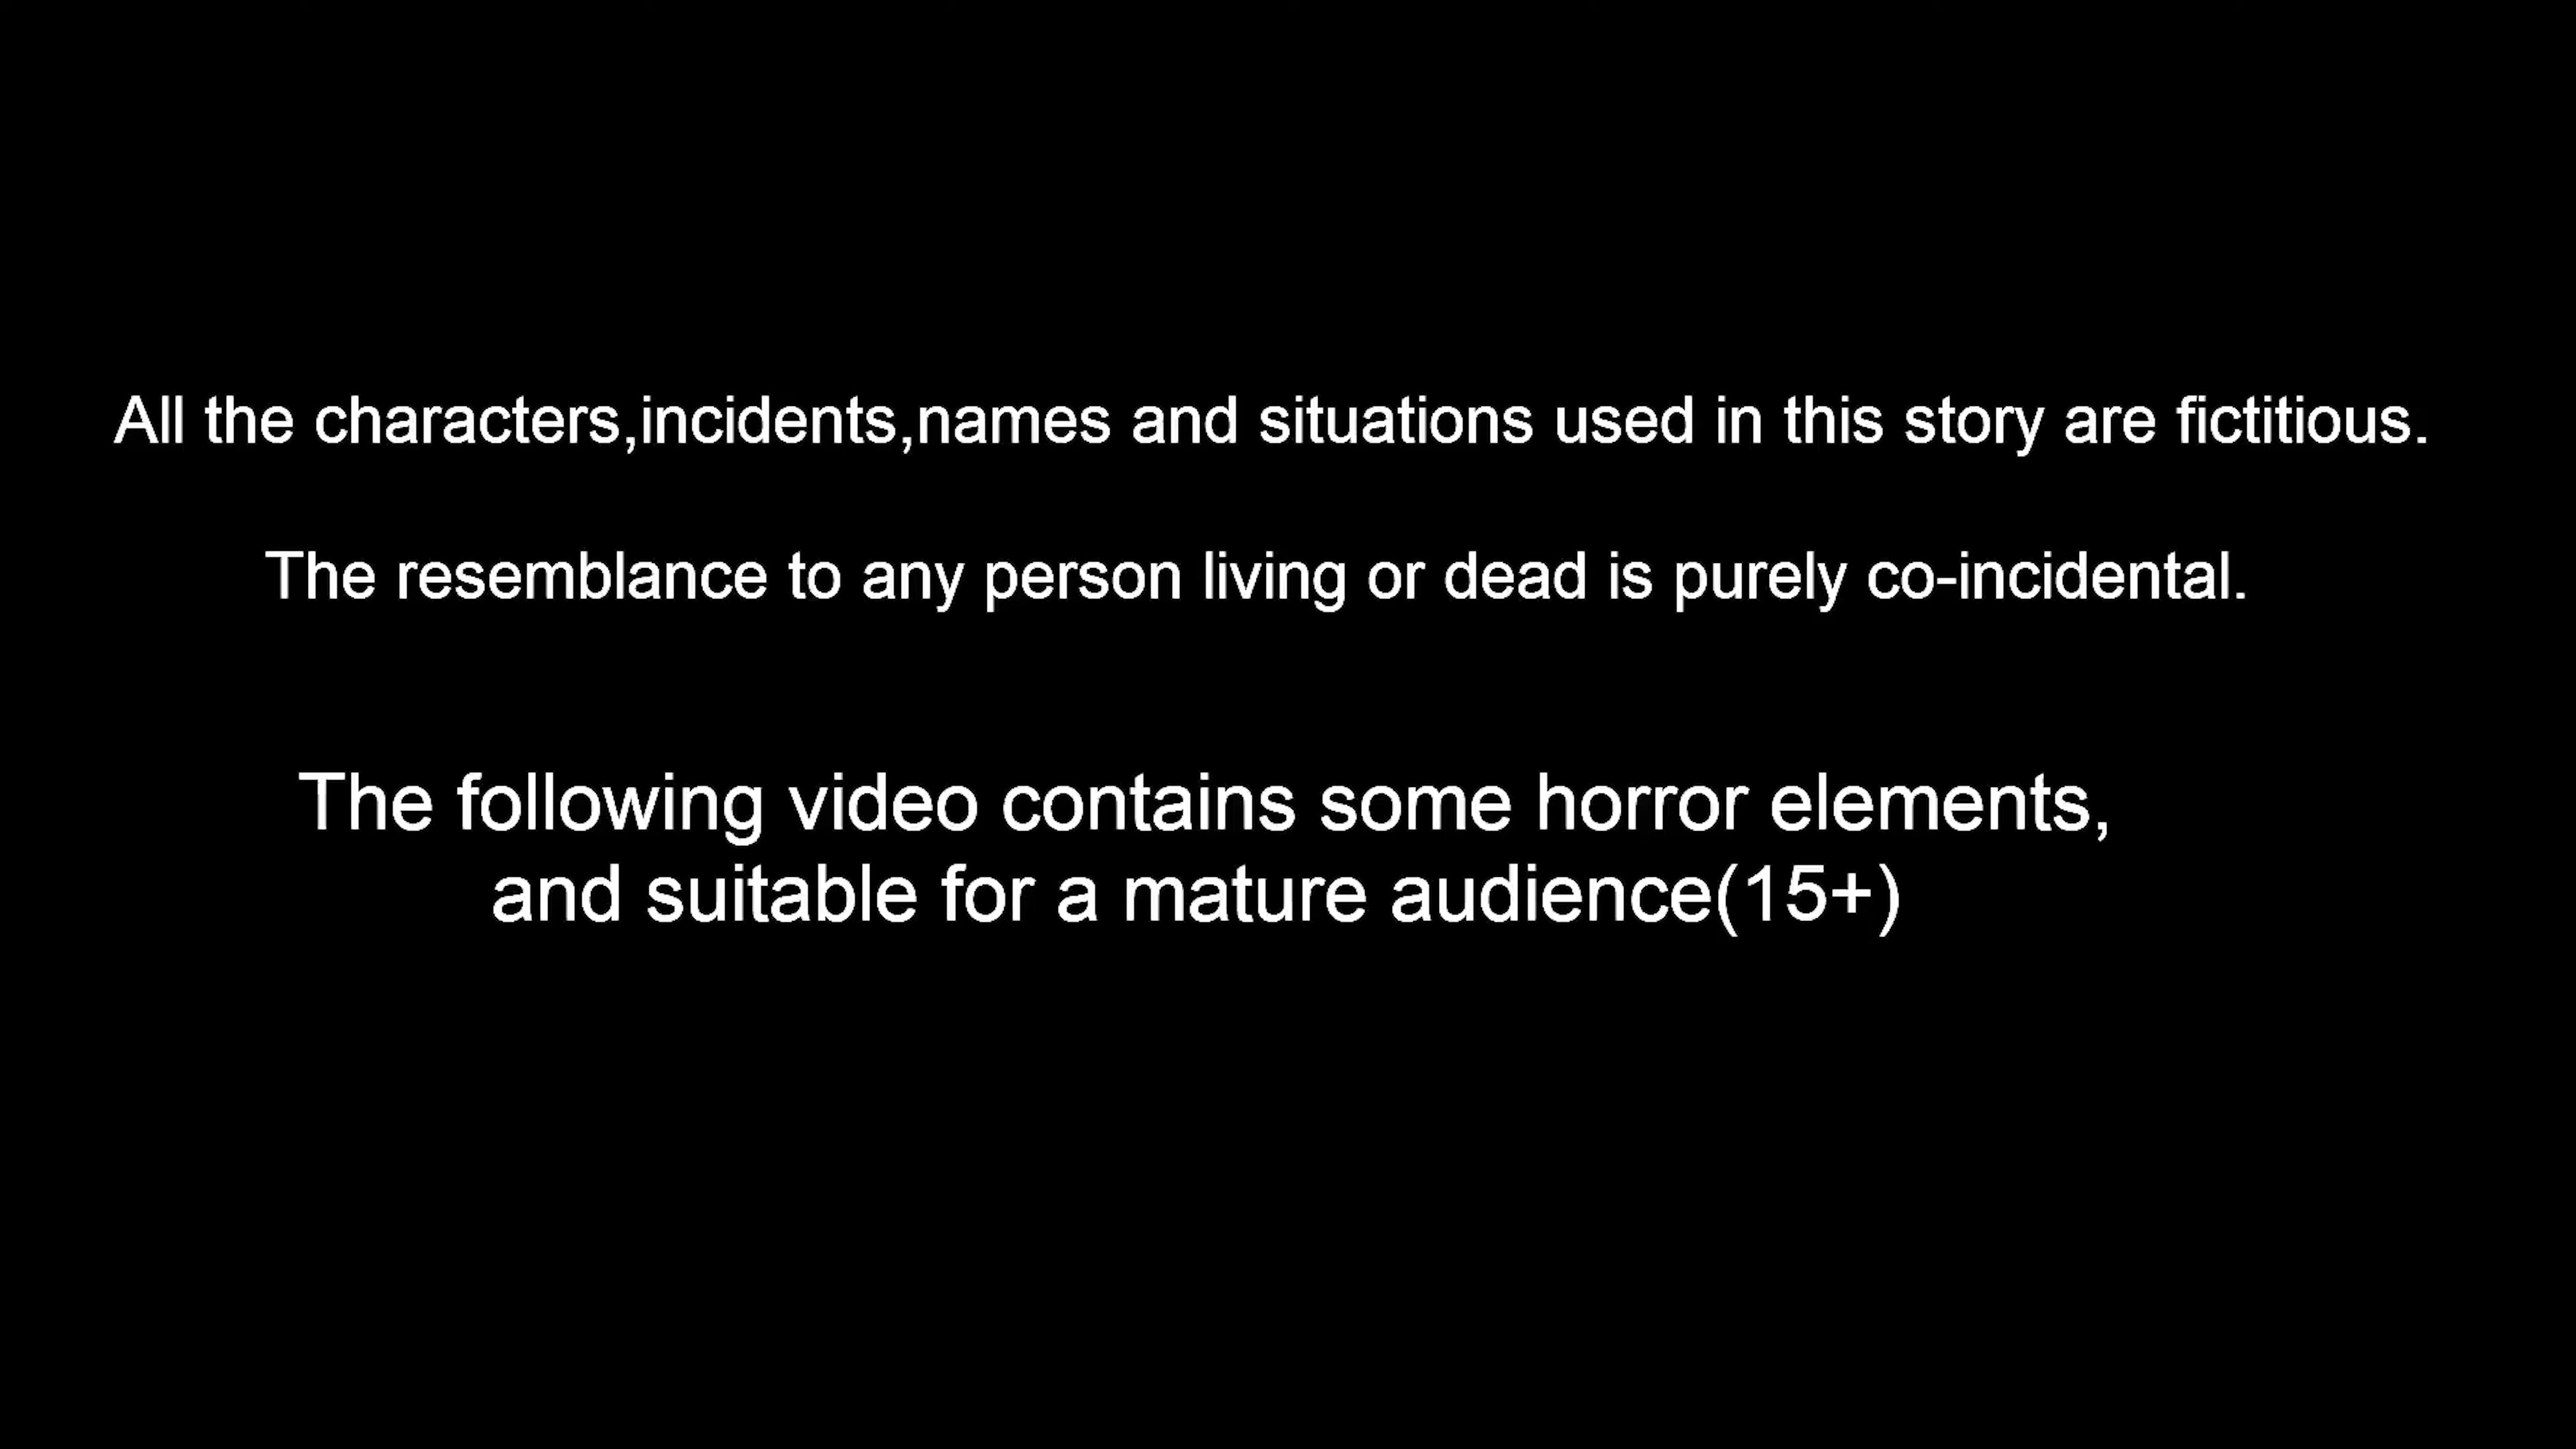 All the characters,incidents,names and situations used in this story are fictitious.
The resemblance to any person living or dead is purely co-incidental.
The following video contains some horror elements,
and suitable for a mature audience(15+)